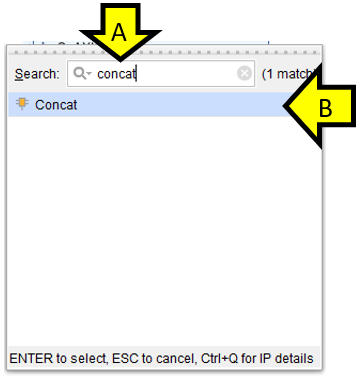 A
Search: concat (1 match)
Concat
B
ENTER to select, ESC to cancel, Ctrl+Q for IP details